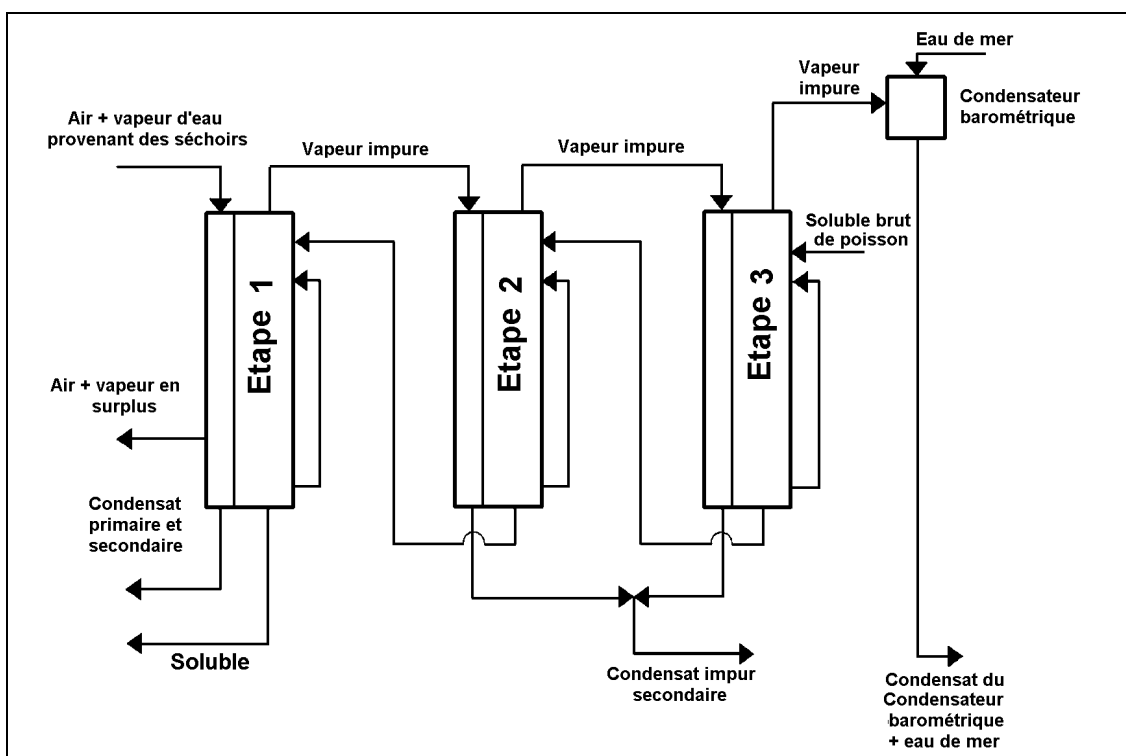 Eau de mer
Vapeur
impure
Condensateur
barométrique
Air + vapeur d'eau
provenant des séchoirs
Vapeur impure
Vapeur impure
Soluble brut
de poisson
Etape 1
Etape 2
Etape 3
Air + vapeur en
surplus
Condensat
primaire et
secondaire
Soluble
Condensat impur
secondaire
Condensat du
Condensateur
barométrique
+ eau de mer